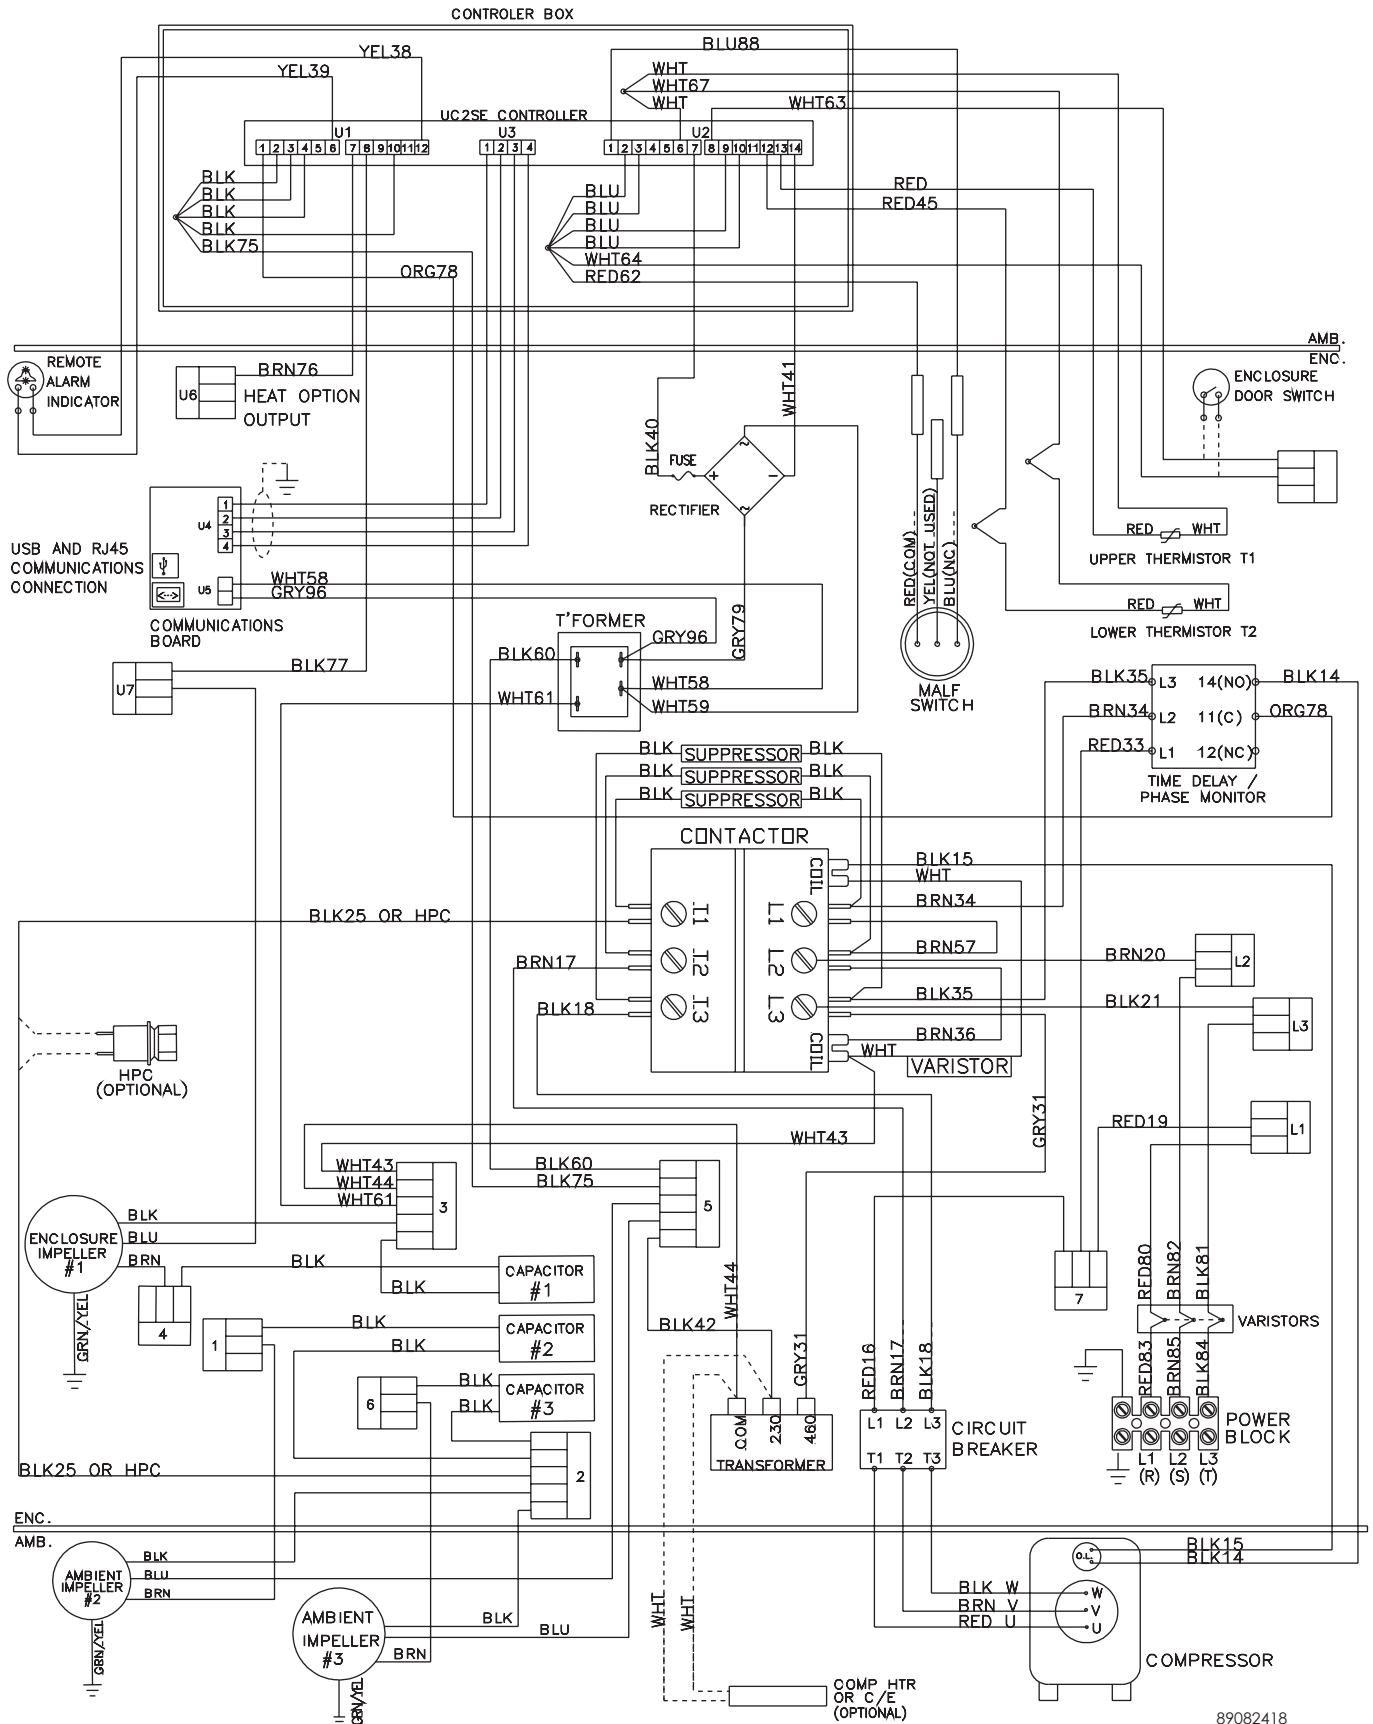 CONTROLER BOX
YEL38
YEL39
BLU88
WHT
WHT67
WHT
WHT63
UC2SE CONTROLLER
U1
U3
U2
1 2 3 4 5 6 7 8 9 10 11 12
1 2 3 4
1 2 3 4 5 6 7 8 9 10 11 12 13 14
BLK
BLK
BLK
BLK
BLK75
ORG78
BLU
BLU
BLU
BLU
WHT64
RED62
RED
RED45
AMB.
ENC.
REMOTE
ALARM
INDICATOR
U6
BRN76
HEAT OPTION
OUTPUT
BLK40
FUSE
+
-
~
~
RECTIFIER
WHT41
ENCLOSURE
DOOR SWITCH
RED(COM)
YEL(NOT USED)
BLU(NC)
RED
WHT
UPPER THERMISTOR T1
RED
WHT
LOWER THERMISTOR T2
USB AND RJ45
COMMUNICATIONS
CONNECTION
U4
1
2
3
4
U5
WHT58
GRY96
COMMUNICATIONS
BOARD
T'FORMER
GRY96
GRY79
BLK60
WHT58
WHT61
WHT59
U7
BLK77
MALF
SWITCH
BLK35
L3
14(NO)
BLK14
BRN34
L2
11(C)
ORG78
RED33
L1
12(NC)
TIME DELAY /
PHASE MONITOR
BLK
SUPPRESSOR
BLK
BLK
SUPPRESSOR
BLK
BLK
SUPPRESSOR
BLK
CONTACTOR
COIL
BLK15
WHT
BRN34
T1
L1
BLK25 OR HPC
BRN57
BRN17
T2
L2
BRN20
L2
BLK18
T3
L3
BLK35
BLK21
L3
BRN36
COIL
WHT
VARISTOR
HPC
(OPTIONAL)
GRY31
RED19
L1
WHT43
WHT43
WHT44
WHT61
3
BLK60
BLK75
5
ENCLOSURE
IMPELLER
#1
BLK
BLU
BRN
GRN/YEL
4
BLK
BLK
CAPACITOR
#1
1
BLK
BLK
CAPACITOR
#2
6
BLK
BLK
CAPACITOR
#3
2
BLK25 OR HPC
WHT44
BLK42
GRY31
COM
230
460
TRANSFORMER
RED16
BRN17
BLK18
L1 L2 L3
T1 T2 T3
CIRCUIT
BREAKER
7
RED80
BRN82
BLK81
VARISTORS
RED83
BRN85
BLK84
POWER
BLOCK
L1
(R)
L2
(S)
L3
(T)
ENC.
AMB.
AMBIENT
IMPELLER
#2
BLK
BLU
BRN
GRN/YEL
AMBIENT
IMPELLER
#3
BLK
BLU
BRN
GRN/YEL
WHT
WHT
COMP HTR
OR C/E
(OPTIONAL)
O.L.
BLK15
BLK14
BLK W
BRN V
RED U
W
V
U
COMPRESSOR
89082418